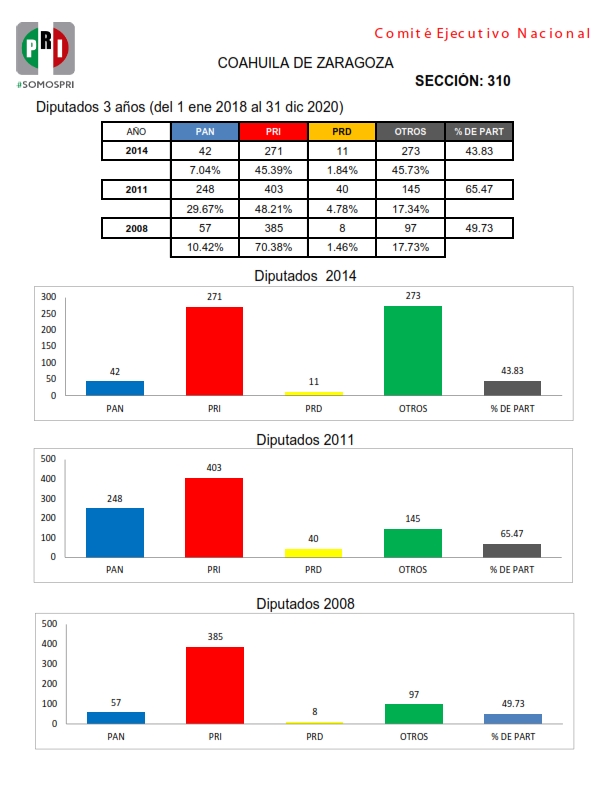 Comité Ejecutivo Nacional
PRI
#SOMOSPRI
COAHUILA DE ZARAGOZA
SECCIÓN: 310
Diputados 3 años (del 1 ene 2018 al 31 dic 2020)
AÑO PAN PRI PRD OTROS % DE PART
2014 42 271 11 273 43.83
7.04% 45.39% 1.84% 45.73%
2011 248 403 40 145 65.47
29.67% 48.21% 4.78% 17.34%
2008 57 385 8 97 49.73
10.42% 70.38% 1.46% 17.73%
Diputados 2014
300
250
200
150
100
50
0
42 271 11 273 43.83
PAN PRI PRD OTROS % DE PART
Diputados 2011
500
400
300
200
100
0
248 403 40 145 65.47
PAN PRI PRD OTROS % DE PART
Diputados 2008
500
400
300
200
100
0
57 385 8 97 49.73
PAN PRI PRD OTROS % DE PART